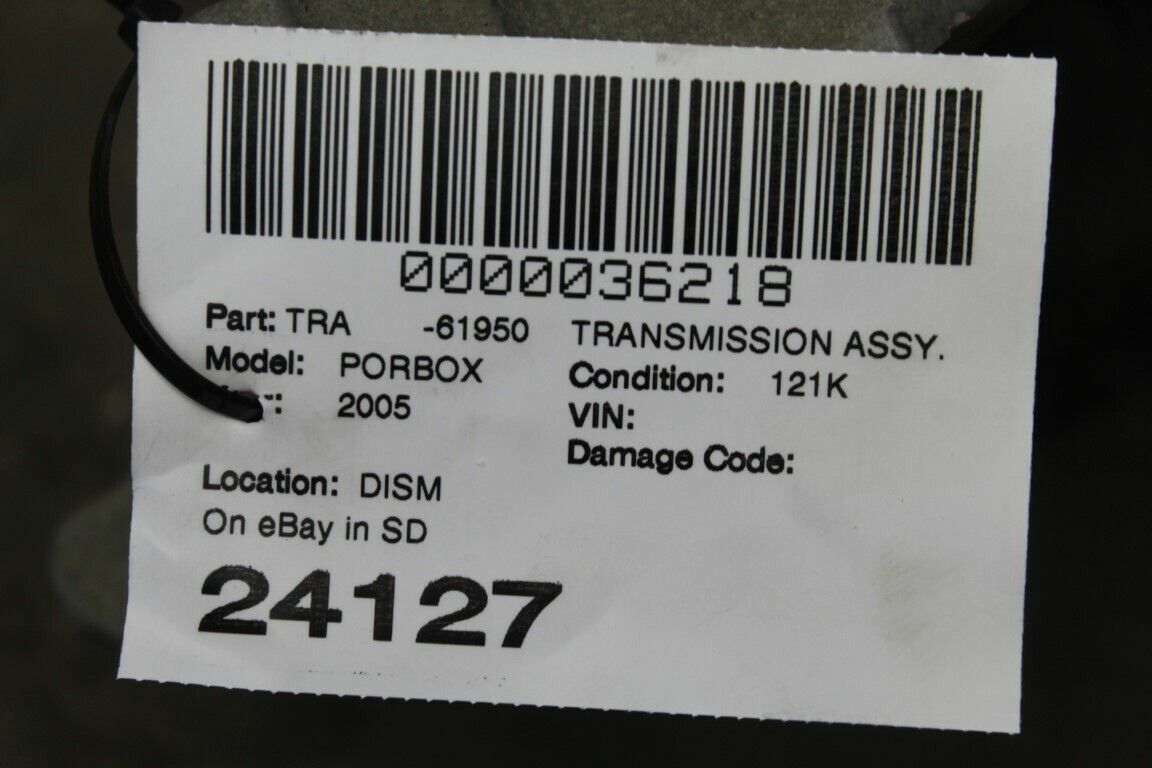 0000036218
Part: TRA -61950 TRANSMISSION ASSY.
Model: PORBOX Condition: 121K
2005 VIN:
Damage Code:
Location: DISM
On eBay in SD
24127